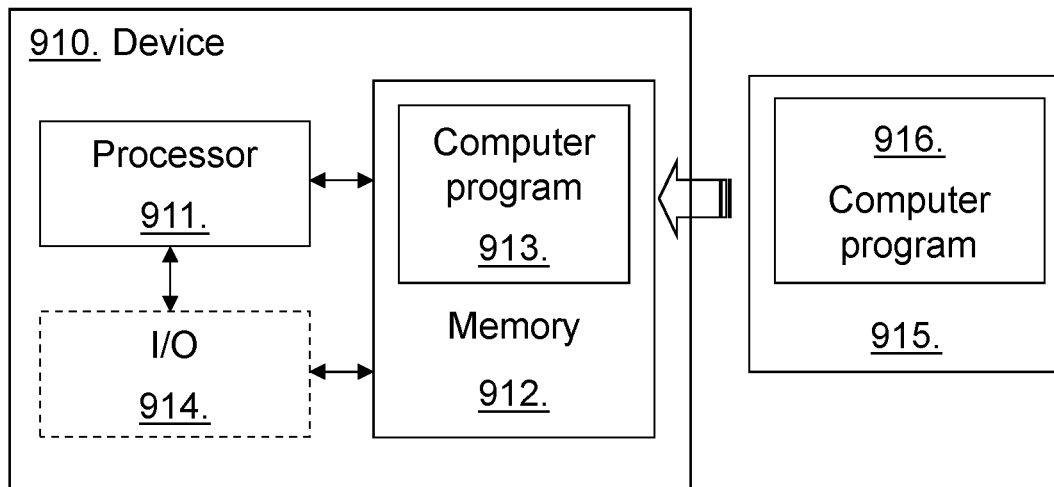 910. Device
Processor
911.
I/O
914.
Computer
program
913.
Memory
912.
916.
Computer
program
915.